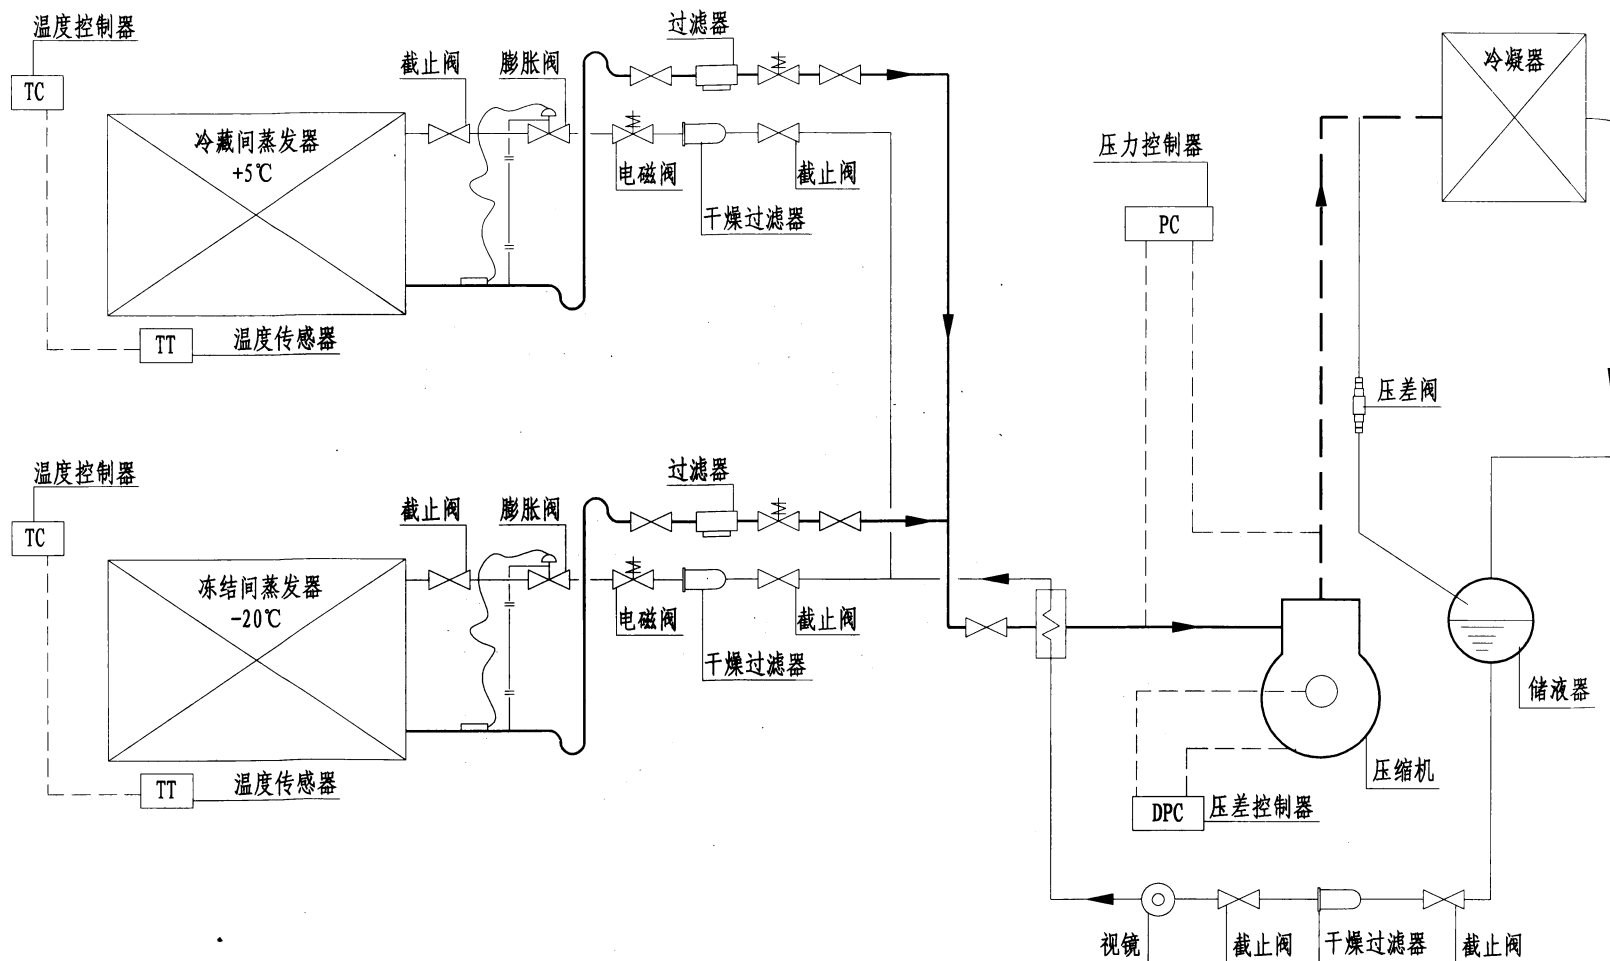 温度控制器
TC
截止阀
膨胀阀
过滤器
冷藏间蒸发器
+5℃
电磁阀
截止阀
干燥过滤器
TT
温度传感器
冷凝器
压力控制器
PC
压差阀
温度控制器
TC
截止阀
膨胀阀
过滤器
冻结间蒸发器
-20℃
电磁阀
截止阀
干燥过滤器
TT
温度传感器
储液器
压缩机
DPC
压差控制器
视镜
截止阀
干燥过滤器
截止阀